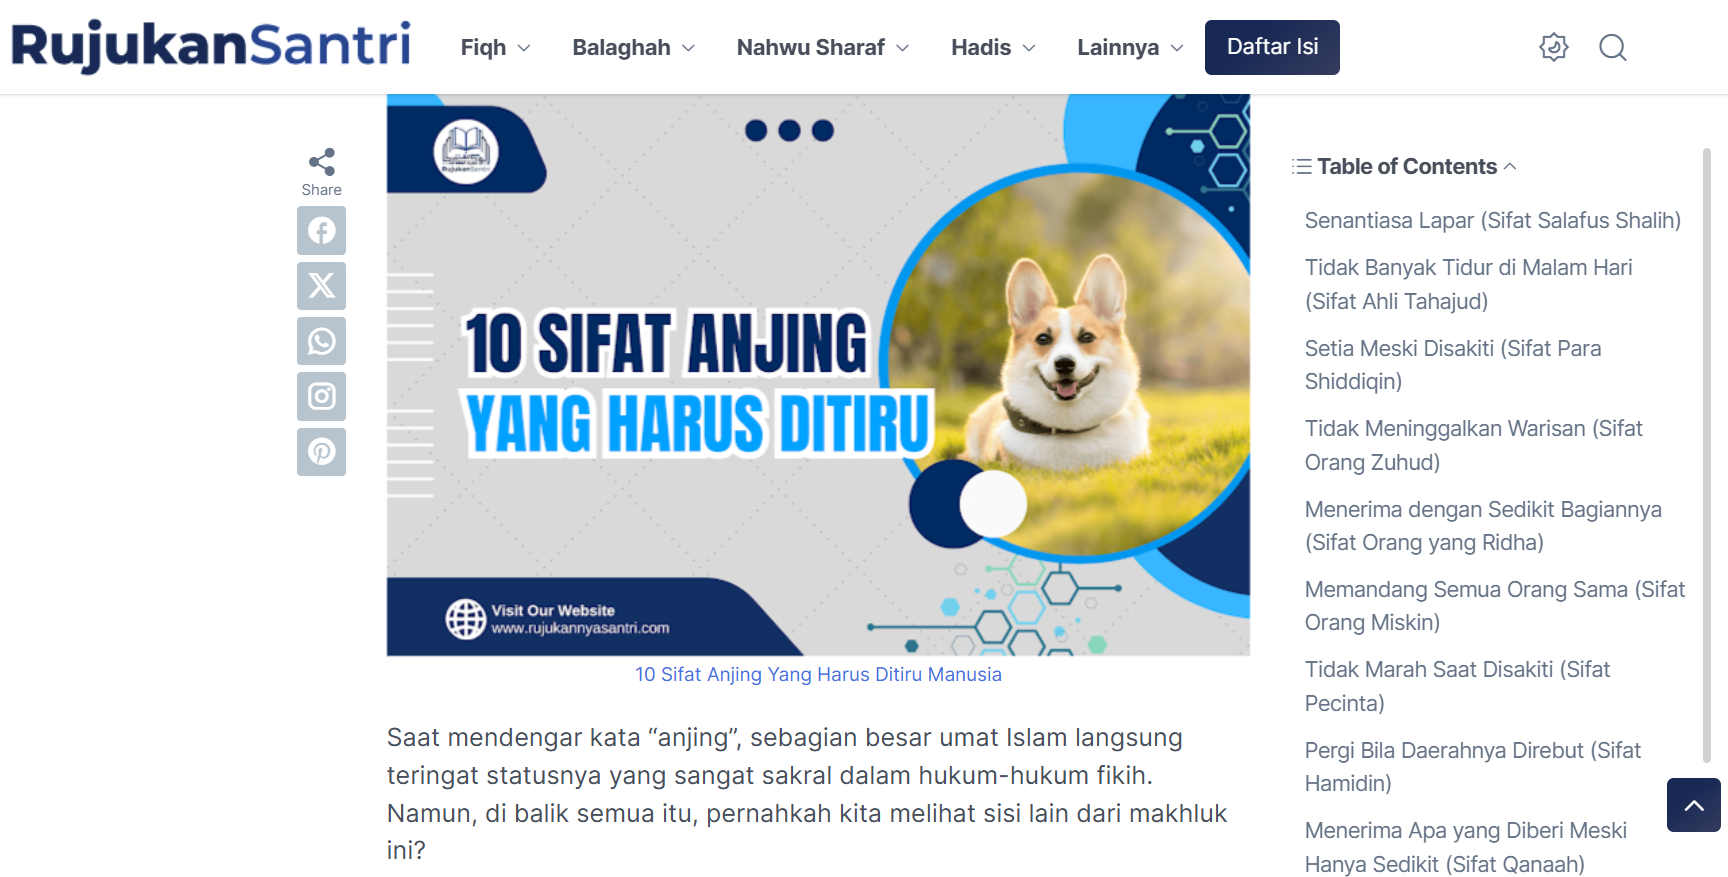 RujukanSantri
Fiqh
Balaghah
Nahwu Sharaf
Hadis
Lainnya
Daftar Isi
Share
RujukanSantri
10 SIFAT ANJING
YANG HARUS DITIRU
Visit Our Website
www.rujukannyasantri.com
10 Sifat Anjing Yang Harus Ditiru Manusia
Saat mendengar kata “anjing”, sebagian besar umat Islam langsung
teringat statusnya yang sangat sakral dalam hukum-hukum fikih.
Namun, di balik semua itu, pernahkah kita melihat sisi lain dari makhluk
ini?
Table of Contents
Senantiasa Lapar (Sifat Salafus Shalih)
Tidak Banyak Tidur di Malam Hari
(Sifat Ahli Tahajud)
Setia Meski Disakiti (Sifat Para
Shiddiqin)
Tidak Meninggalkan Warisan (Sifat
Orang Zuhud)
Menerima dengan Sedikit Bagiannya
(Sifat Orang yang Ridha)
Memandang Semua Orang Sama (Sifat
Orang Miskin)
Tidak Marah Saat Disakiti (Sifat
Pecinta)
Pergi Bila Daerahnya Direbut (Sifat
Hamidin)
Menerima Apa yang Diberi Meski
Hanya Sedikit (Sifat Qanaah)